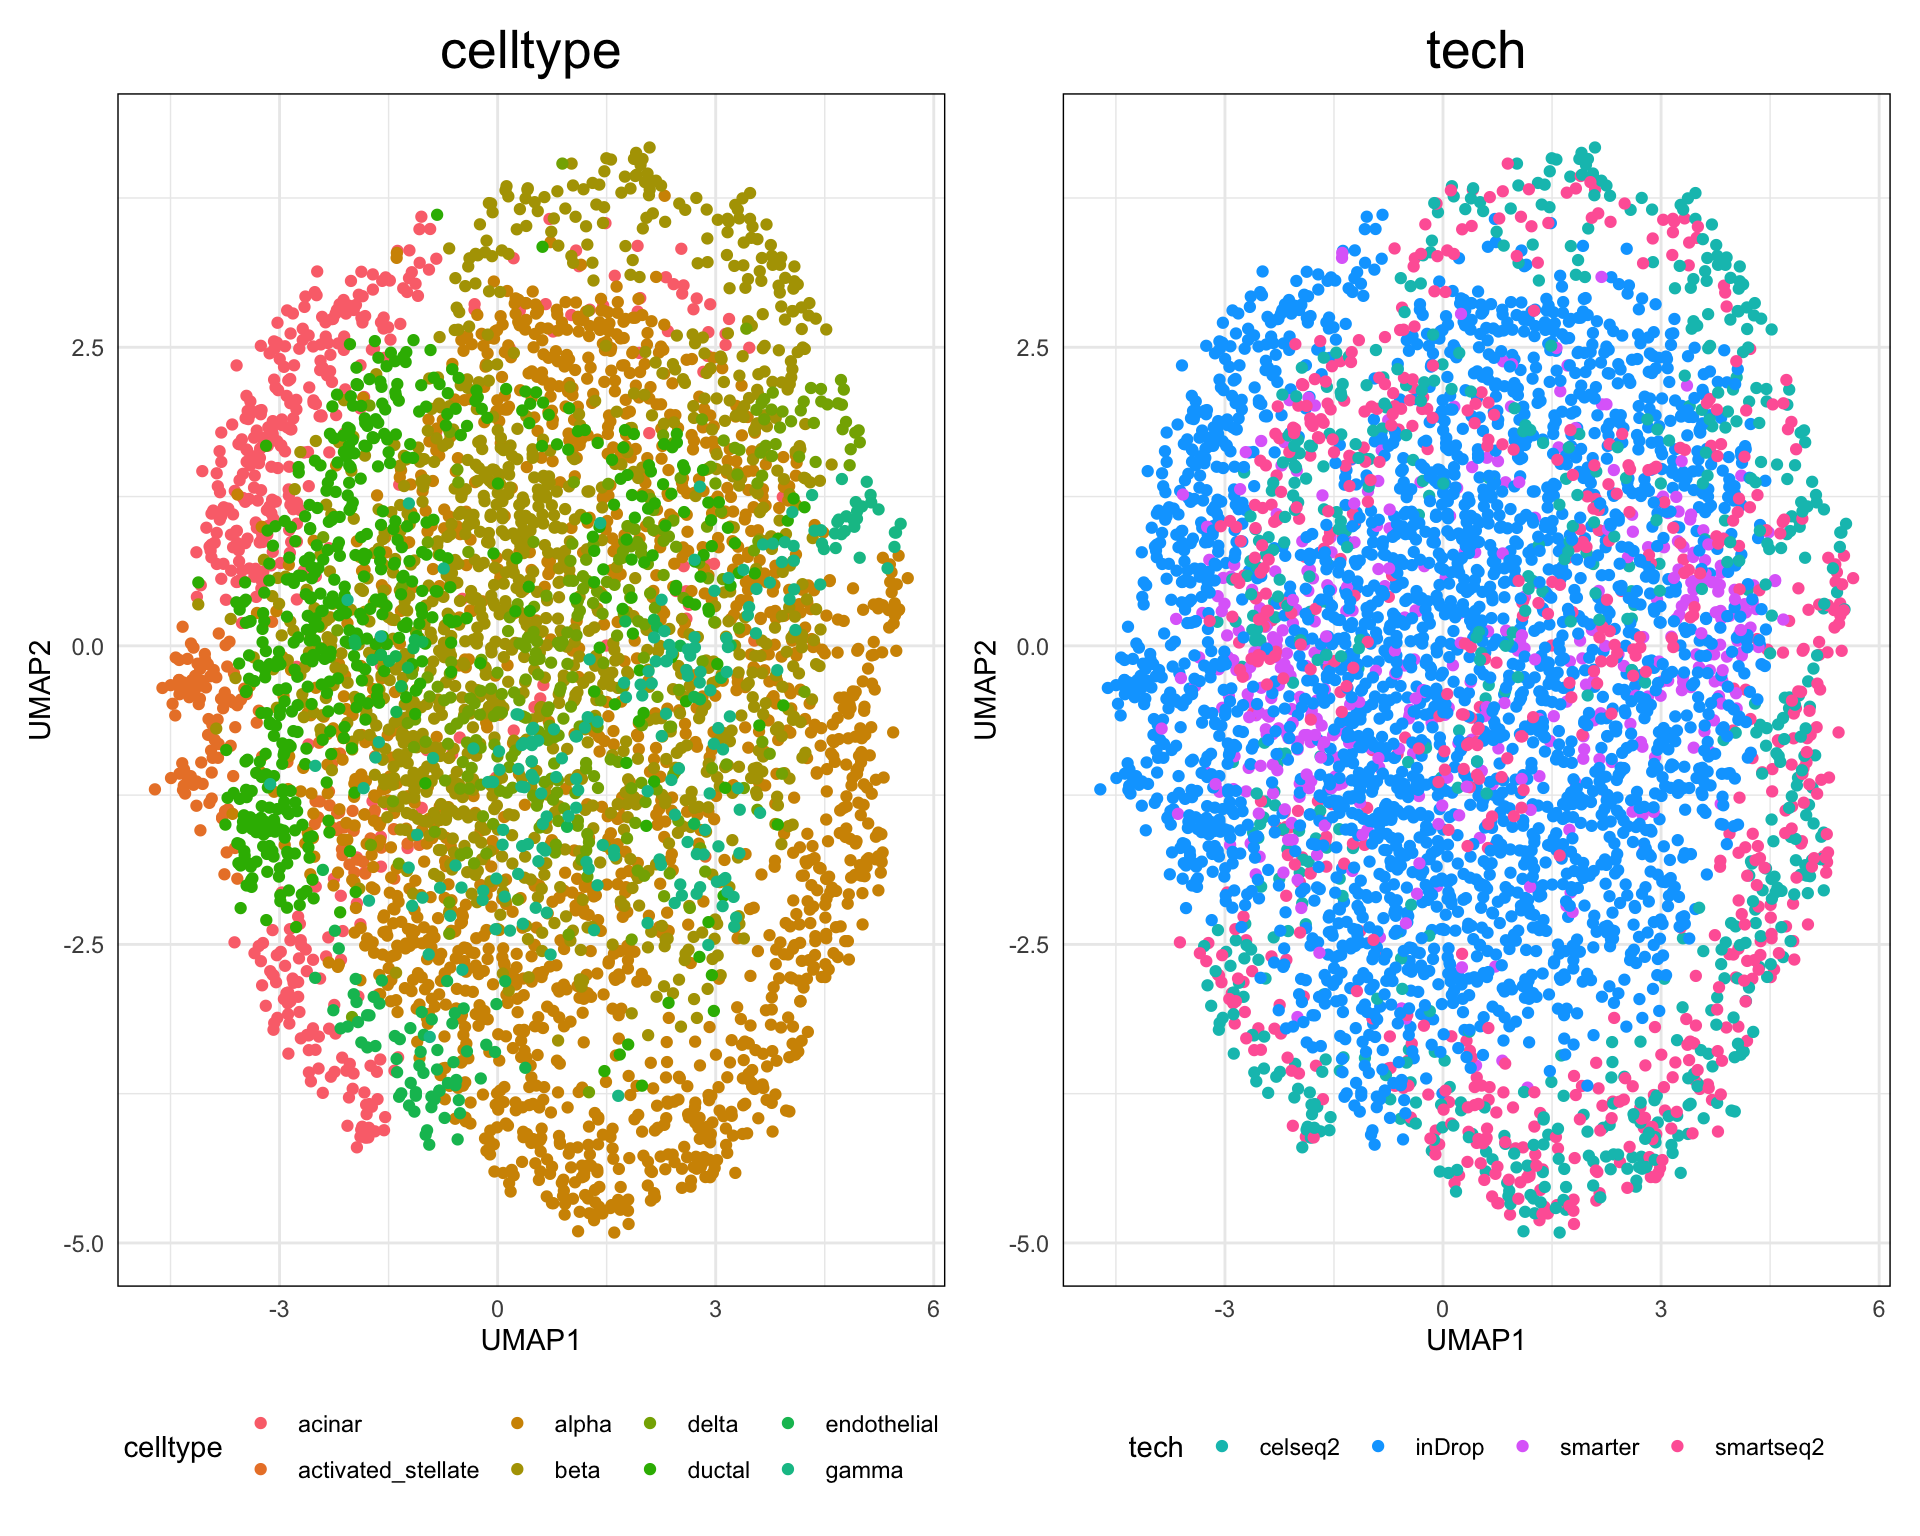 celltype
tech
UMAP2
2.5
0.0
-2.5
-5.0
-3 0 3 6
UMAP1
UMAP2
2.5
0.0
-2.5
-5.0
-3 0 3 6
UMAP1
celltype
acinar alpha delta endothelial
activated_stellate beta ductal gamma
tech celseq2 inDrop smarter smartseq2